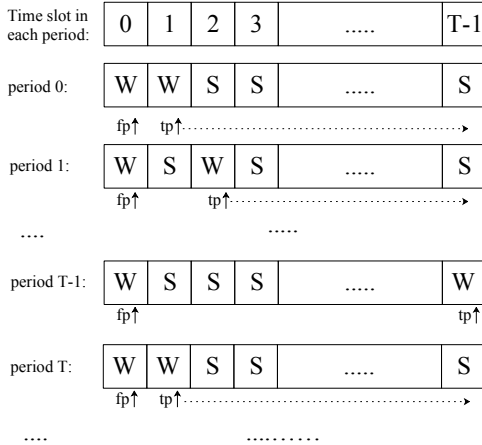 Time slot in
each period: 0 1 2 3 ..... T-1
period 0: W W S S ..... S
fp↑ tp↑
period 1: W S W S ..... S
fp↑ tp↑
.... .....
period T-1: W S S S ..... W
fp↑ tp↑
period T: W W S S ..... S
fp↑ tp↑
.... ..........